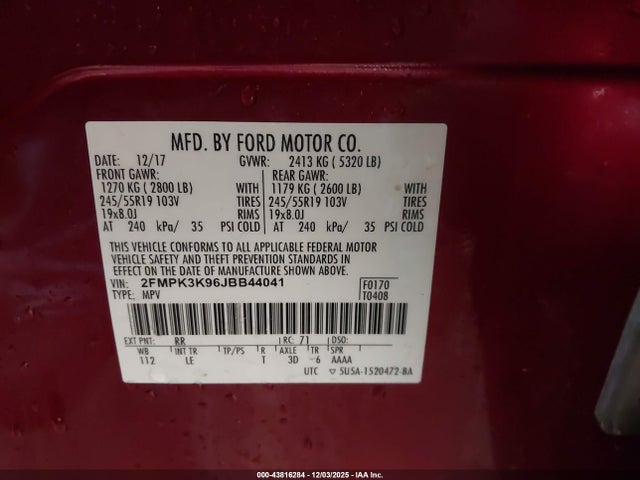 MFD. BY FORD MOTOR CO.
DATE: 12/17 GVWR: 2413 KG ( 5320 LB)
FRONT GAWR: REAR GAWR:
1270 KG ( 2800 LB) WITH 1179 KG ( 2600 LB) WITH
245/55R19 103V TIRES 245/55R19 103V TIRES
19x8.0J RIMS 19x8.0J RIMS
AT 240 kPa/ 35 PSI COLD AT 240 kPa/ 35 PSI COLD
THIS VEHICLE CONFORMS TO ALL APPLICABLE FEDERAL MOTOR
VEHICLE SAFETY AND THEFT PREVENTION STANDARDS IN
EFFECT ON THE DATE OF MANUFACTURE SHOWN ABOVE.
VIN: 2FMPK3K96JBB44041 F0170
TYPE: MPV T0408
EXT PNT: RR RC: 71 DSO:
WB INT TR TP/PS R AXLE TR SPR
112 LE T 3D -6 AAAA
UTC 5U5A-1520472-BA
000-43816284 - 12/03/2025 - IAA Inc.